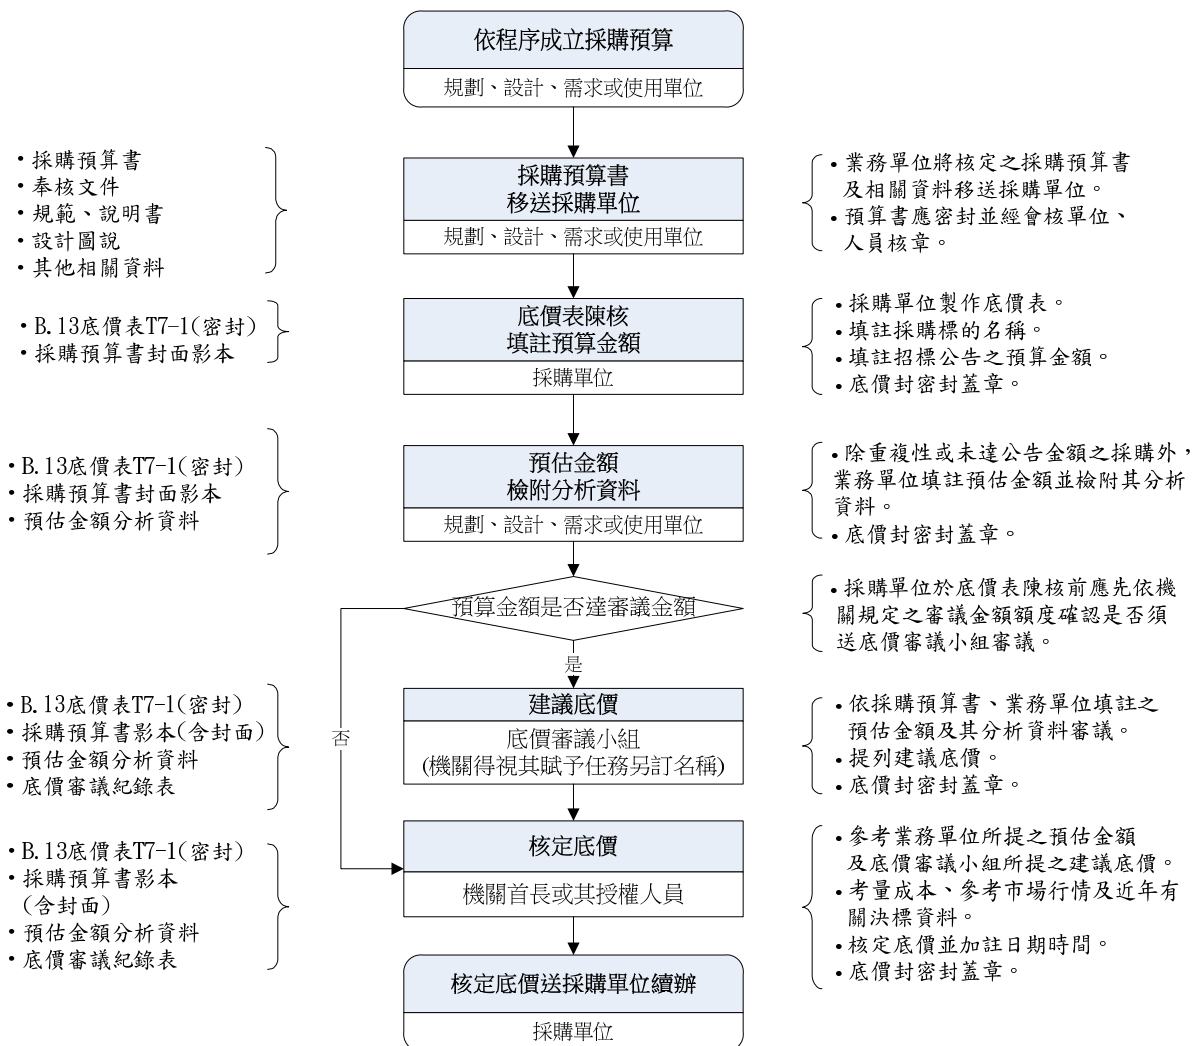 依程序成立採購預算
規劃、設計、需求或使用單位
• 採購預算書
• 奉核文件
• 規範、說明書
• 設計圖說
• 其他相關資料
採購預算書
移送採購單位
規劃、設計、需求或使用單位
• 業務單位將核定之採購預算書
及相關資料移送採購單位。
• 預算書應密封並經會核單位、
人員核章。
• B.13底價表T7-1(密封)
• 採購預算書封面影本
底價表陳核
填註預算金額
採購單位
• 採購單位製作底價表。
• 填註採購標的名稱。
• 填註招標公告之預算金額。
• 底價封密封蓋章。
• B.13底價表T7-1(密封)
• 採購預算書封面影本
• 預估金額分析資料
預估金額
檢附分析資料
規劃、設計、需求或使用單位
• 除重複性或未達公告金額之採購外，
業務單位填註預估金額並檢附其分析
資料。
• 底價封密封蓋章。
預算金額是否達審議金額
• 採購單位於底價表陳核前應先依機
關規定之審議金額額度確認是否須
送底價審議小組審議。
是
否
• B.13底價表T7-1(密封)
• 採購預算書影本(含封面)
• 預估金額分析資料
• 底價審議紀錄表
建議底價
底價審議小組
(機關得視其賦予任務另訂名稱)
• 依採購預算書、業務單位填註之
預估金額及其分析資料審議。
• 提列建議底價。
• 底價封密封蓋章。
• B.13底價表T7-1(密封)
• 採購預算書影本
(含封面)
• 預估金額分析資料
• 底價審議紀錄表
核定底價
機關首長或其授權人員
• 參考業務單位所提之預估金額
及底價審議小組所提之建議底價。
• 考量成本、參考市場行情及近年有
關決標資料。
• 核定底價並加註日期時間。
• 底價封密封蓋章。
核定底價送採購單位續辦
採購單位